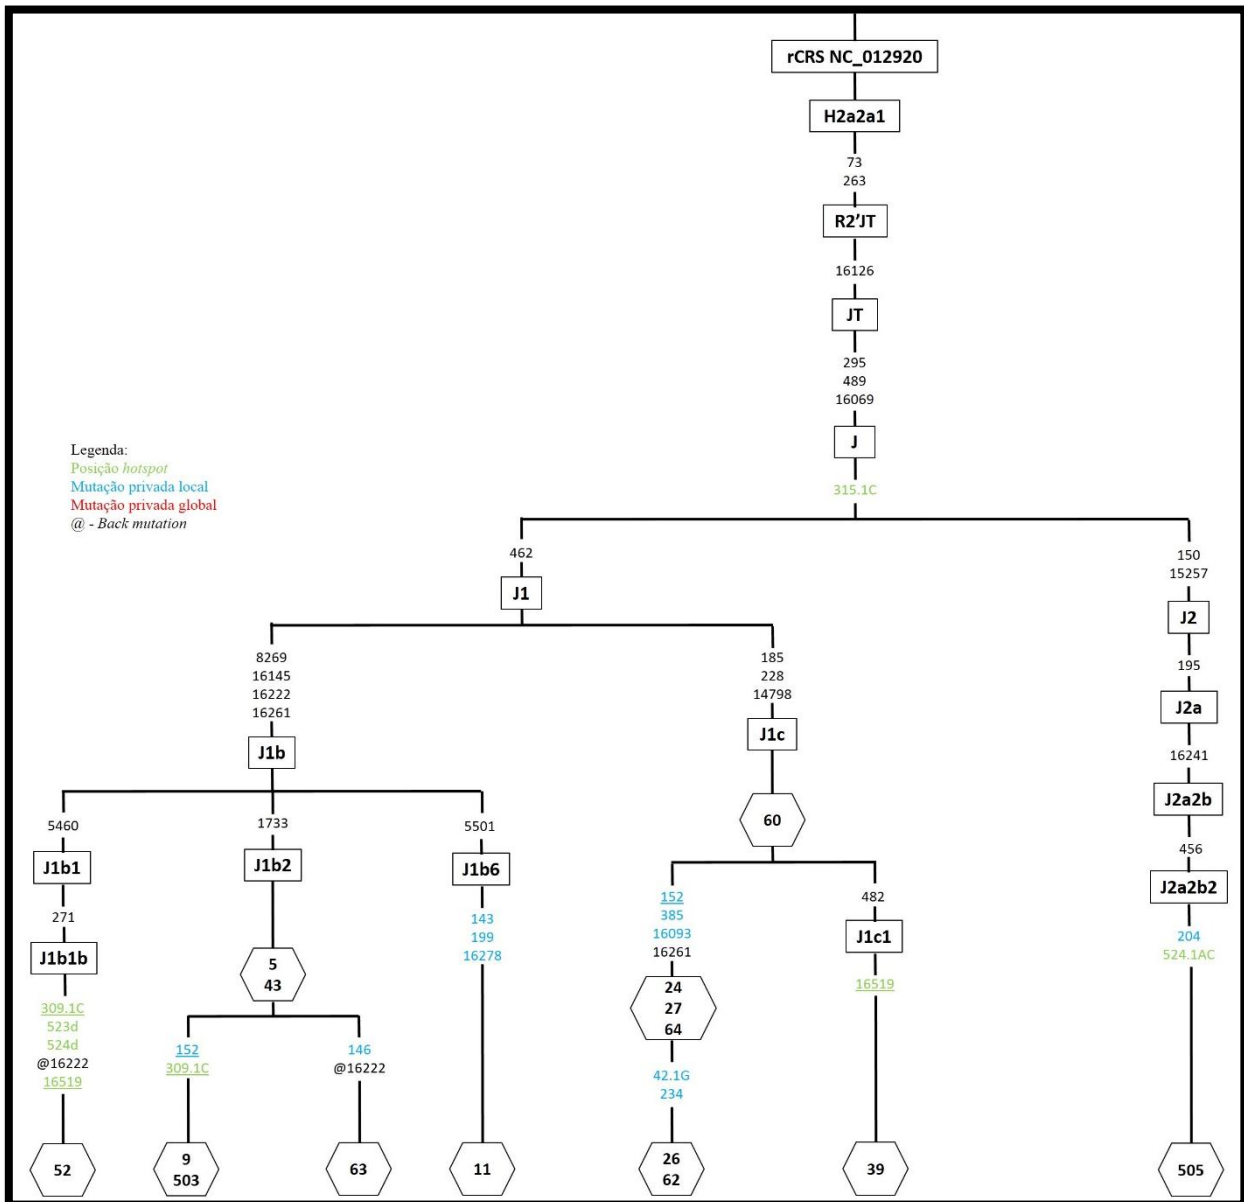 rCRS NC_012920
H2a2a1
73
263
R2’JT
16126
JT
295
489
16069
J
315.1C
Legenda:
Posição hotspot
Mutação privada local
Mutação privada global
@ - Back mutation
462
J1
150
15257
J2
195
J2a
16241
J2a2b
456
J2a2b2
204
524.1AC
505
8269
16145
16222
16261
J1b
185
228
14798
J1c
60
5460
J1b1
271
J1b1b
309.1C
523d
524d
@16222
16519
52
1733
J1b2
5
43
152
309.1C
9
503
146
@16222
63
5501
J1b6
143
199
16278
11
152
385
16093
16261
24
27
64
42.1G
234
26
62
482
J1c1
16519
39